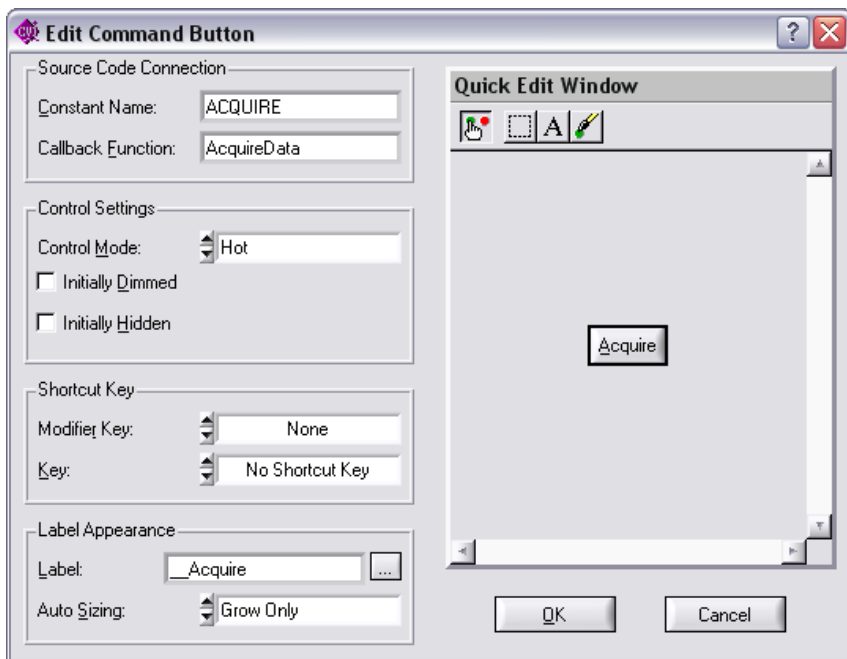 CVI Edit Command Button
Source Code Connection
Constant Name: ACQUIRE
Callback Function: AcquireData
Control Settings
Control Mode: Hot
Initially Dimmed
Initially Hidden
Shortcut Key
Modifier Key: None
Key: No Shortcut Key
Label Appearance
Label: __Acquire ...
Auto Sizing: Grow Only
Quick Edit Window
A
Acquire
OK Cancel